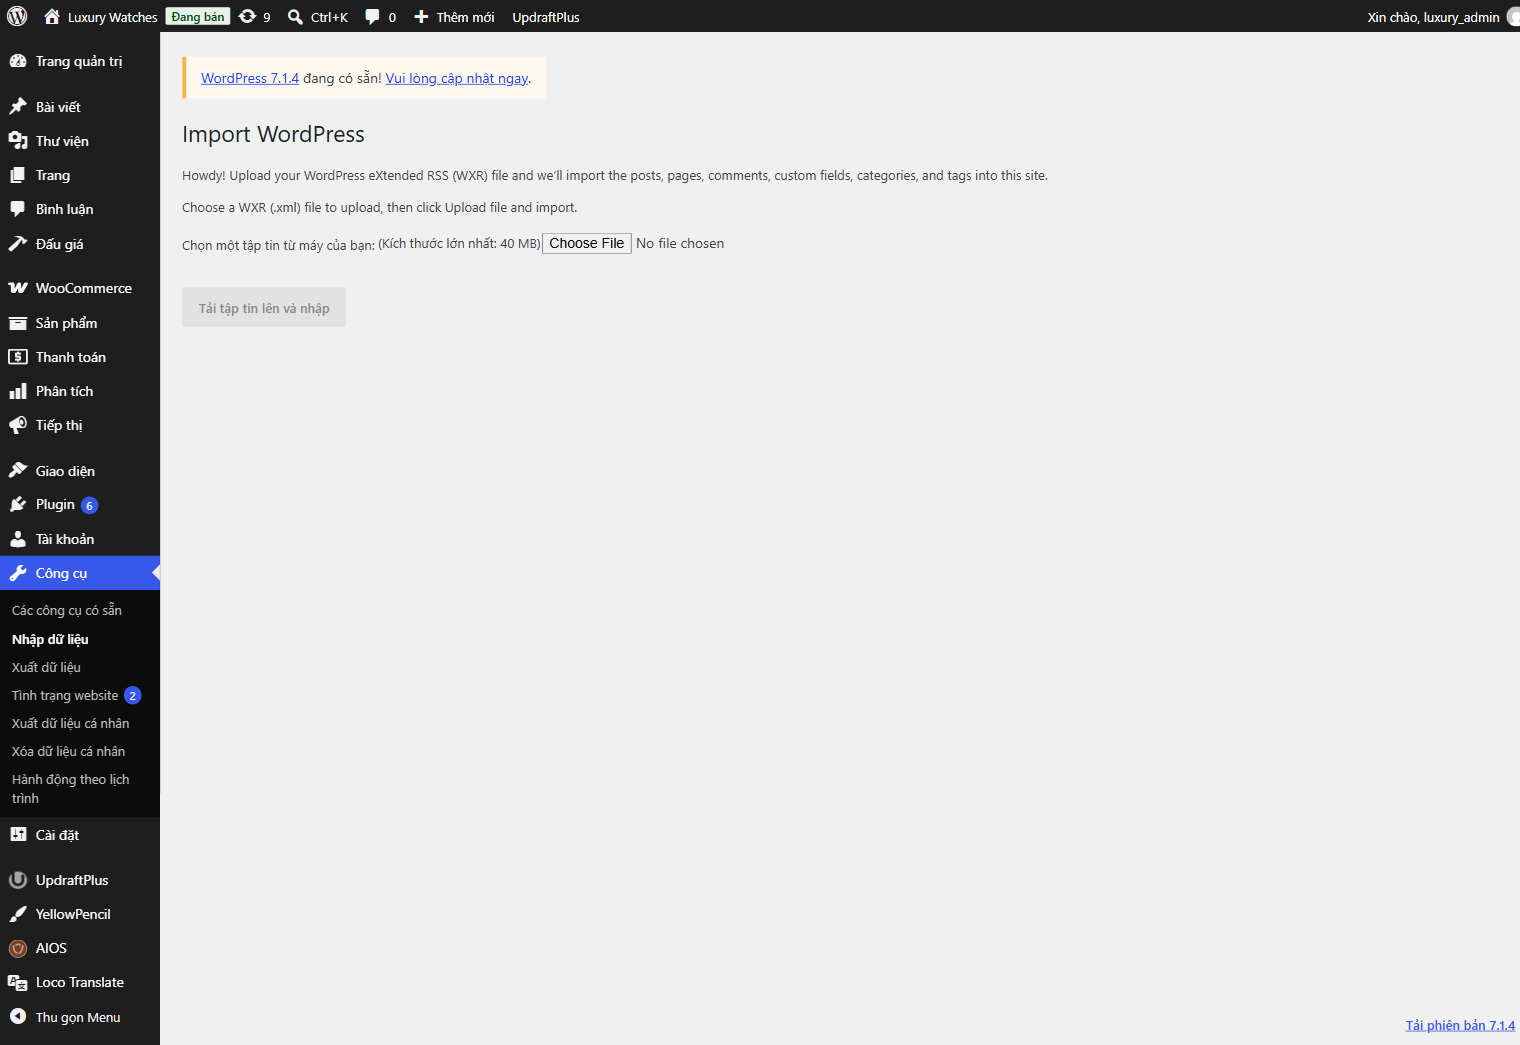 Luxury Watches Đang bán 9 Ctrl+K 0 Thêm mới UpdraftPlus Xin chào, luxury_admin
Trang quản trị
Bài viết
Thư viện
Trang
Bình luận
Đấu giá
WooCommerce
Sản phẩm
Thanh toán
Phân tích
Tiếp thị
Giao diện
Plugin 6
Tài khoản
Công cụ
Các công cụ có sẵn
Nhập dữ liệu
Xuất dữ liệu
Tình trạng website 2
Xuất dữ liệu cá nhân
Xóa dữ liệu cá nhân
Hành động theo lịch
trình
Cài đặt
UpdraftPlus
YellowPencil
AIOS
Loco Translate
Thu gọn Menu
WordPress 7.1.4 đang có sẵn! Vui lòng cập nhật ngay.
Import WordPress
Howdy! Upload your WordPress eXtended RSS (WXR) file and we'll import the posts, pages, comments, custom fields, categories, and tags into this site.
Choose a WXR (.xml) file to upload, then click Upload file and import.
Chọn một tập tin từ máy của bạn: (Kích thước lớn nhất: 40 MB) Choose File No file chosen
Tải tập tin lên và nhập
Tải phiên bản 7.1.4